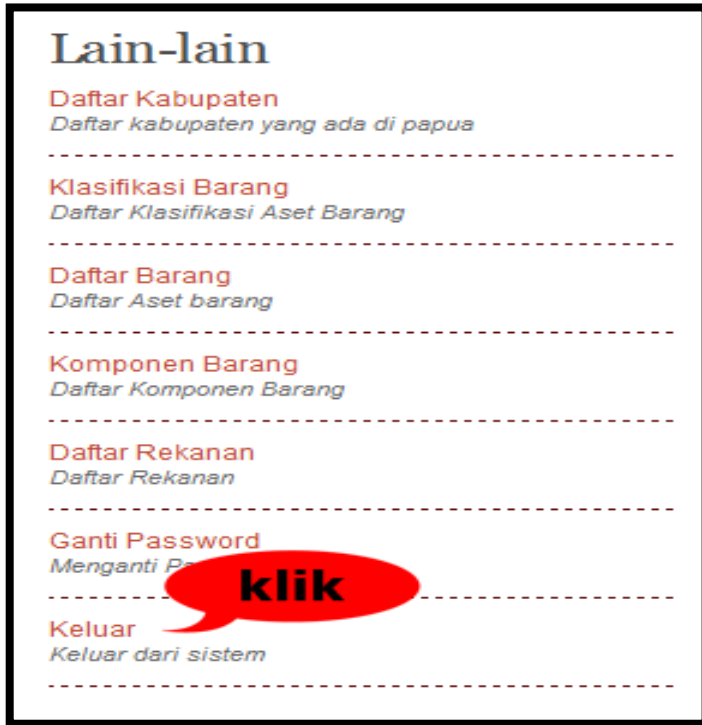 Lain-lain
Daftar Kabupaten
Daftar kabupaten yang ada di papua
Klasifikasi Barang
Daftar Klasifikasi Aset Barang
Daftar Barang
Daftar Aset barang
Komponen Barang
Daftar Komponen Barang
Daftar Rekanan
Daftar Rekanan
Ganti Password
Menganti
klik
Keluar
Keluar dari sistem